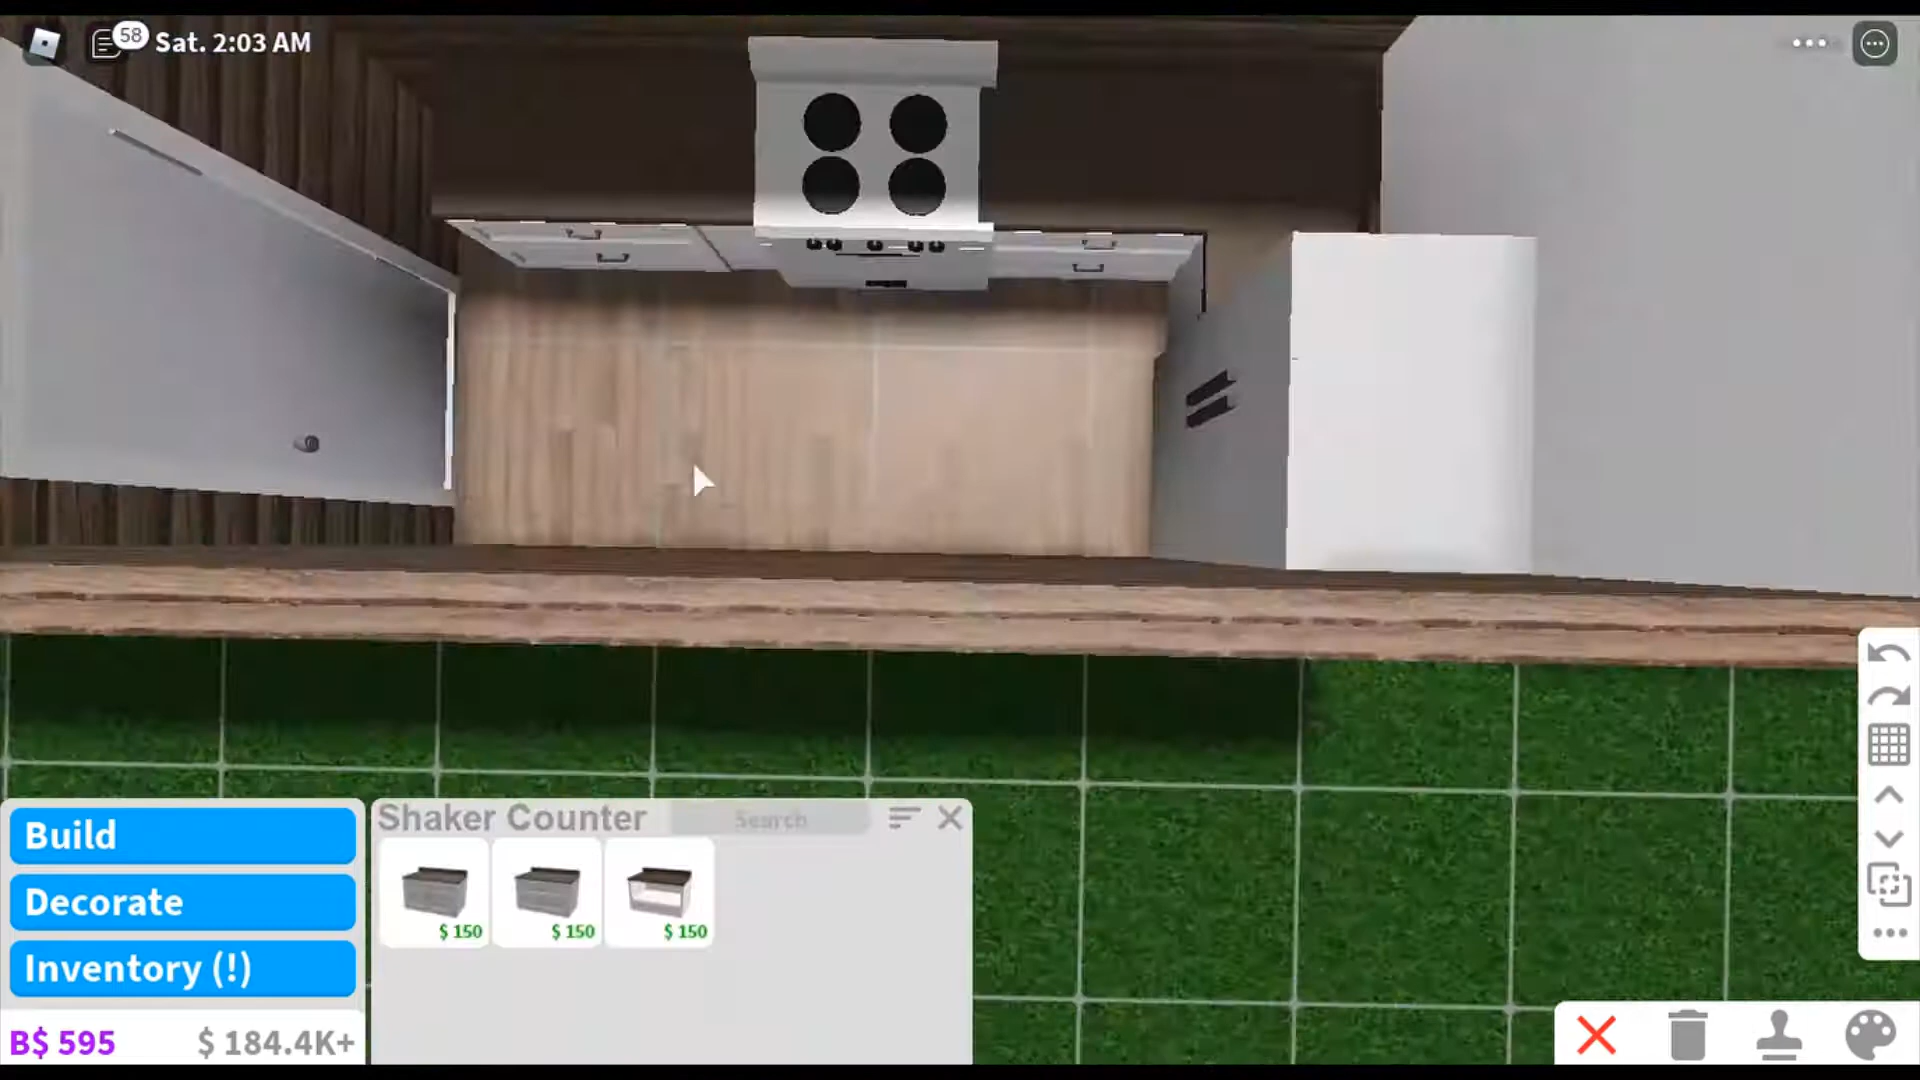 58
Sat. 2:03 AM
Build
Decorate
Inventory (!)
B$ 595
$ 184.4K+
Shaker Counter
Search
$ 150
$ 150
$ 150